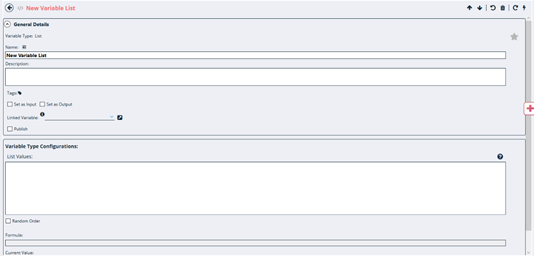 New Variable List
General Details
Variable Type: List
Name:
New Variable List
Description:
Tags:
Set as Input Set as Output
Linked Variable:
Publish
Variable Type Configurations:
List Values:
Random Order
Formula:
Current Value: